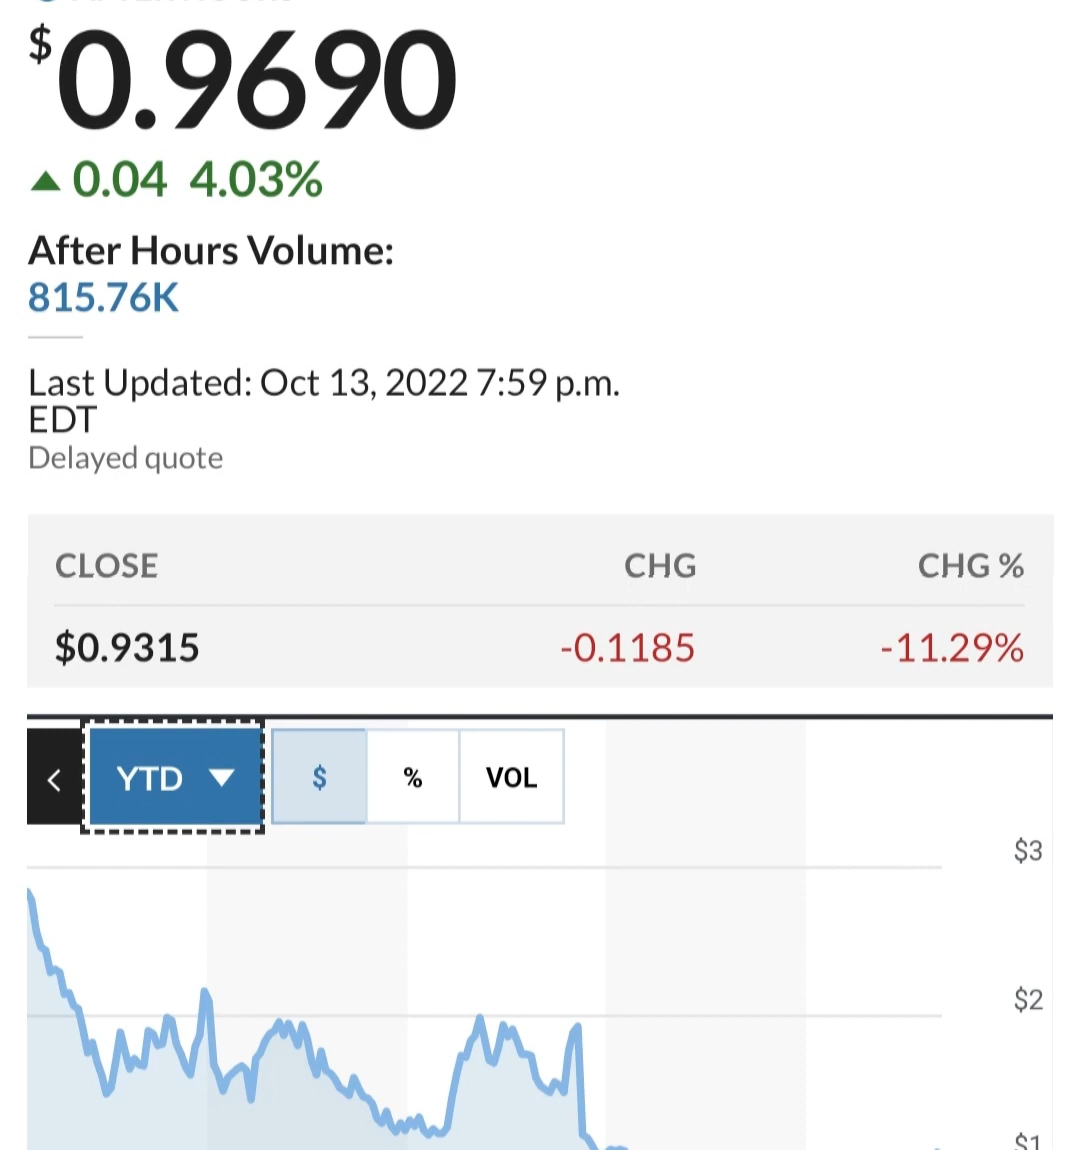 $0.9690
▲ 0.04 4.03%
After Hours Volume:
815.76K
Last Updated: Oct 13, 2022 7:59 p.m.
EDT
Delayed quote
CLOSE CHG CHG %
$0.9315 -0.1185 -11.29%
< YTD ▼ $ % VOL
$3
$2
$1